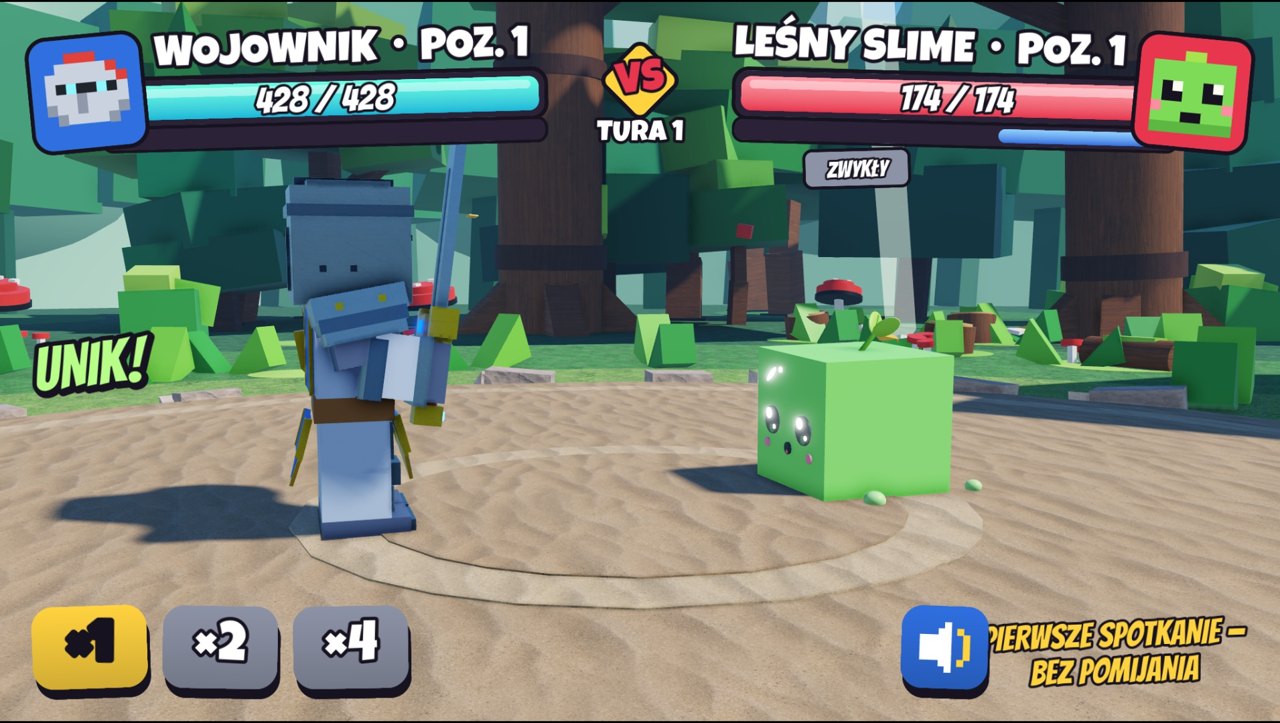 WOJOWNIK • POZ. 1
428 / 428
VS
TURA 1
LEŚNY SLIME • POZ. 1
174 / 174
ZWYKŁY
UNIK!
×1
×2
×4
PIERWSZE SPOTKANIE –
BEZ POMIJANIA